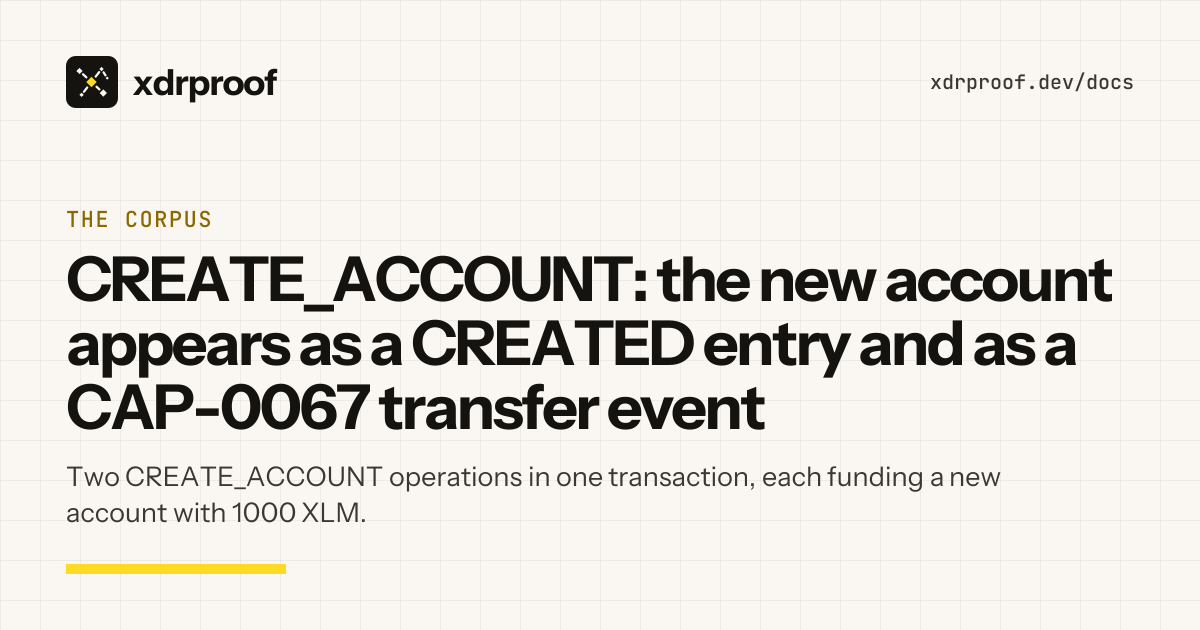 xdrproof
xdrproof.dev/docs
THE CORPUS
CREATE_ACCOUNT: the new account
appears as a CREATED entry and as a
CAP-0067 transfer event
Two CREATE_ACCOUNT operations in one transaction, each funding a new
account with 1000 XLM.